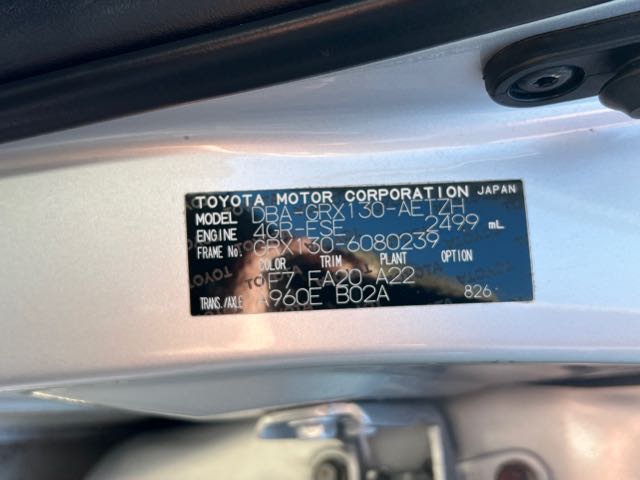 TOYOTA MOTOR CORPORATION JAPAN
MODEL DBA-GRX130-AETZH
ENGINE 4GR-FSE 2499 mL
FRAME No. GRX130-6080239
COLOR TRIM PLANT OPTION
1F7 FA20 A22
TRANS./AXLE A960E B02A 826